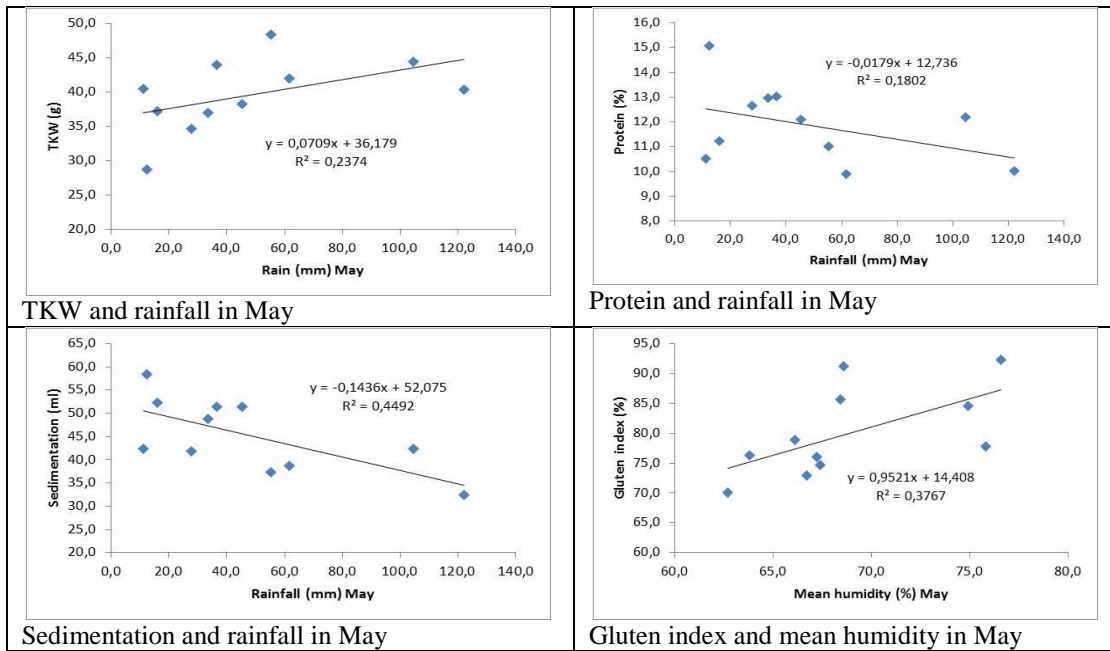 50,0
45,0
40,0
35,0
30,0
25,0
20,0
TKW (g)
y = 0,0709x + 36,179
R² = 0,2374
0,0 20,0 40,0 60,0 80,0 100,0 120,0 140,0
Rain (mm) May
TKW and rainfall in May
16,0
15,0
14,0
13,0
12,0
11,0
10,0
9,0
8,0
Protein (%)
y = -0,0179x + 12,736
R² = 0,1802
0,0 20,0 40,0 60,0 80,0 100,0 120,0 140,0
Rainfall (mm) May
Protein and rainfall in May
65,0
60,0
55,0
50,0
45,0
40,0
35,0
30,0
25,0
20,0
Sedimentation (ml)
y = -0,1436x + 52,075
R² = 0,4492
0,0 20,0 40,0 60,0 80,0 100,0 120,0 140,0
Rainfall (mm) May
Sedimentation and rainfall in May
95,0
90,0
85,0
80,0
75,0
70,0
65,0
60,0
Gluten index (%)
y = 0,9521x + 14,408
R² = 0,3767
60,0 65,0 70,0 75,0 80,0
Mean humidity (%) May
Gluten index and mean humidity in May